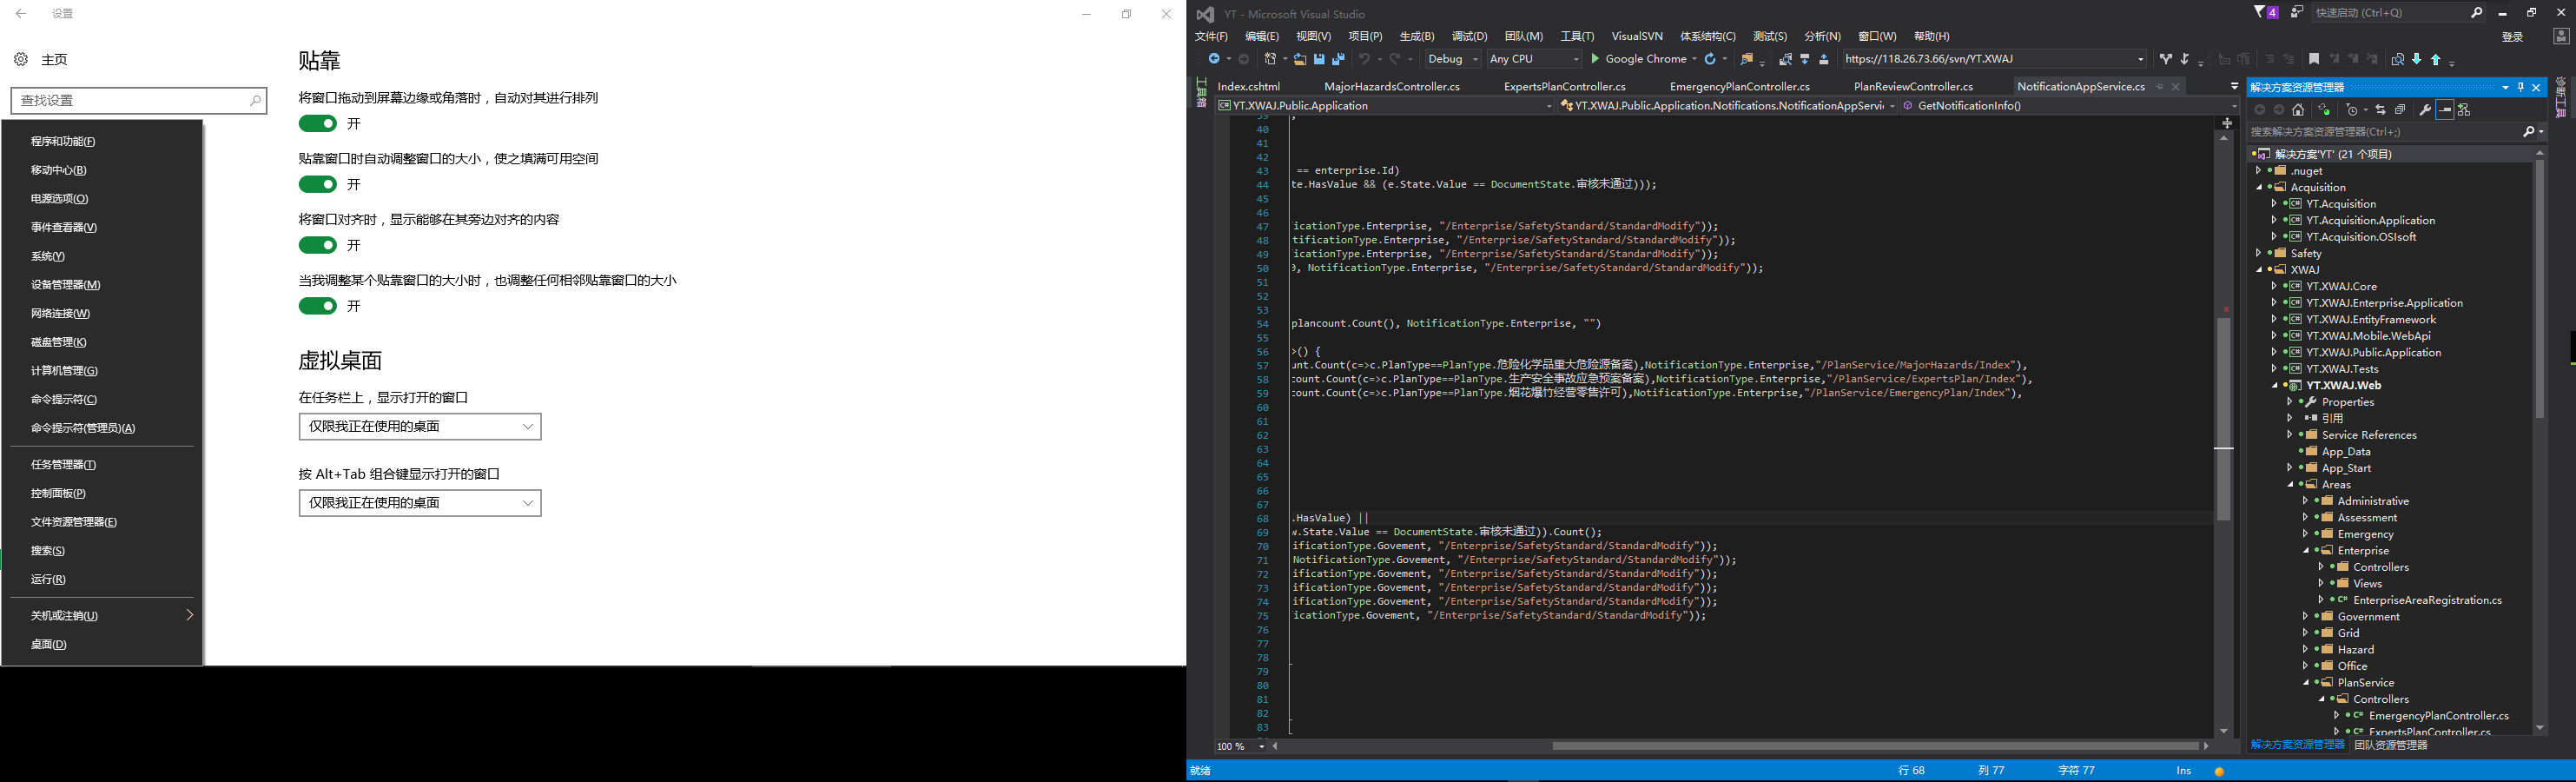 设置
主页
查找设置
程序和功能(F)
移动中心(B)
电源选项(O)
事件查看器(V)
系统(Y)
设备管理器(M)
网络连接(W)
磁盘管理(K)
计算机管理(G)
命令提示符(C)
命令提示符(管理员)(A)
任务管理器(T)
控制面板(P)
文件资源管理器(E)
搜索(S)
运行(R)
关机或注销(U)
桌面(D)
贴靠
将窗口拖动到屏幕边缘或角落时，自动对其进行排列
开
贴靠窗口时自动调整窗口的大小，使之填满可用空间
开
将窗口对齐时，显示能够在其旁边对齐的内容
开
当我调整某个贴靠窗口的大小时，也调整任何相邻贴靠窗口的大小
开
虚拟桌面
在任务栏上，显示打开的窗口
仅限我正在使用的桌面
按 Alt+Tab 组合键显示打开的窗口
仅限我正在使用的桌面
YT - Microsoft Visual Studio
4
快速启动 (Ctrl+Q)
文件(F) 编辑(E) 视图(V) 项目(P) 生成(B) 调试(D) 团队(M) 工具(T) VisualSVN 体系结构(C) 测试(S) 分析(N) 窗口(W) 帮助(H)
登录
Debug Any CPU Google Chrome https://118.26.73.66/svn/YT.XWAJ
工具箱
Index.cshtml MajorHazardsController.cs ExpertsPlanController.cs EmergencyPlanController.cs PlanReviewController.cs NotificationAppService.cs
YT.XWAJ.Public.Application YT.XWAJ.Public.Application.Notifications.NotificationAppServi GetNotificationInfo()
39 ;
40
41
42
43 == enterprise.Id)
44 te.HasValue && (e.State.Value == DocumentState.审核未通过)));
45
46
47 icationType.Enterprise, "/Enterprise/SafetyStandard/StandardModify"));
48 tificationType.Enterprise, "/Enterprise/SafetyStandard/StandardModify"));
49 icationType.Enterprise, "/Enterprise/SafetyStandard/StandardModify"));
50 0, NotificationType.Enterprise, "/Enterprise/SafetyStandard/StandardModify"));
51
52
53
54 plancount.Count(), NotificationType.Enterprise, "")
55
56 >() {
57 unt.Count(c=>c.PlanType==PlanType.危险化学品重大危险源备案),NotificationType.Enterprise,"/PlanService/MajorHazards/Index"),
58 count.Count(c=>c.PlanType==PlanType.生产安全事故应急预案备案),NotificationType.Enterprise,"/PlanService/ExpertsPlan/Index"),
59 count.Count(c=>c.PlanType==PlanType.烟花爆竹经营零售许可),NotificationType.Enterprise,"/PlanService/EmergencyPlan/Index"),
60
61
62
63
64
65
66
67
68 .HasValue) ||
69 w.State.Value == DocumentState.审核未通过)).Count();
70 ificationType.Govement, "/Enterprise/SafetyStandard/StandardModify"));
71 NotificationType.Govement, "/Enterprise/SafetyStandard/StandardModify"));
72 ificationType.Govement, "/Enterprise/SafetyStandard/StandardModify"));
73 ificationType.Govement, "/Enterprise/SafetyStandard/StandardModify"));
74 ificationType.Govement, "/Enterprise/SafetyStandard/StandardModify"));
75 icationType.Govement, "/Enterprise/SafetyStandard/StandardModify"));
76
77
78
79
80
81
82
83
100 %
解决方案资源管理器
诊断工具
搜索解决方案资源管理器(Ctrl+;)
解决方案'YT' (21 个项目)
.nuget
Acquisition
YT.Acquisition
YT.Acquisition.Application
YT.Acquisition.OSIsoft
Safety
XWAJ
YT.XWAJ.Core
YT.XWAJ.Enterprise.Application
YT.XWAJ.EntityFramework
YT.XWAJ.Mobile.WebApi
YT.XWAJ.Public.Application
YT.XWAJ.Tests
YT.XWAJ.Web
Properties
引用
Service References
App_Data
App_Start
Areas
Administrative
Assessment
Emergency
Enterprise
Controllers
Views
EnterpriseAreaRegistration.cs
Government
Grid
Hazard
Office
PlanService
Controllers
EmergencyPlanController.cs
ExpertsPlanController.cs
解决方案资源管理器 团队资源管理器
就绪 行 68 列 77 字符 77 Ins